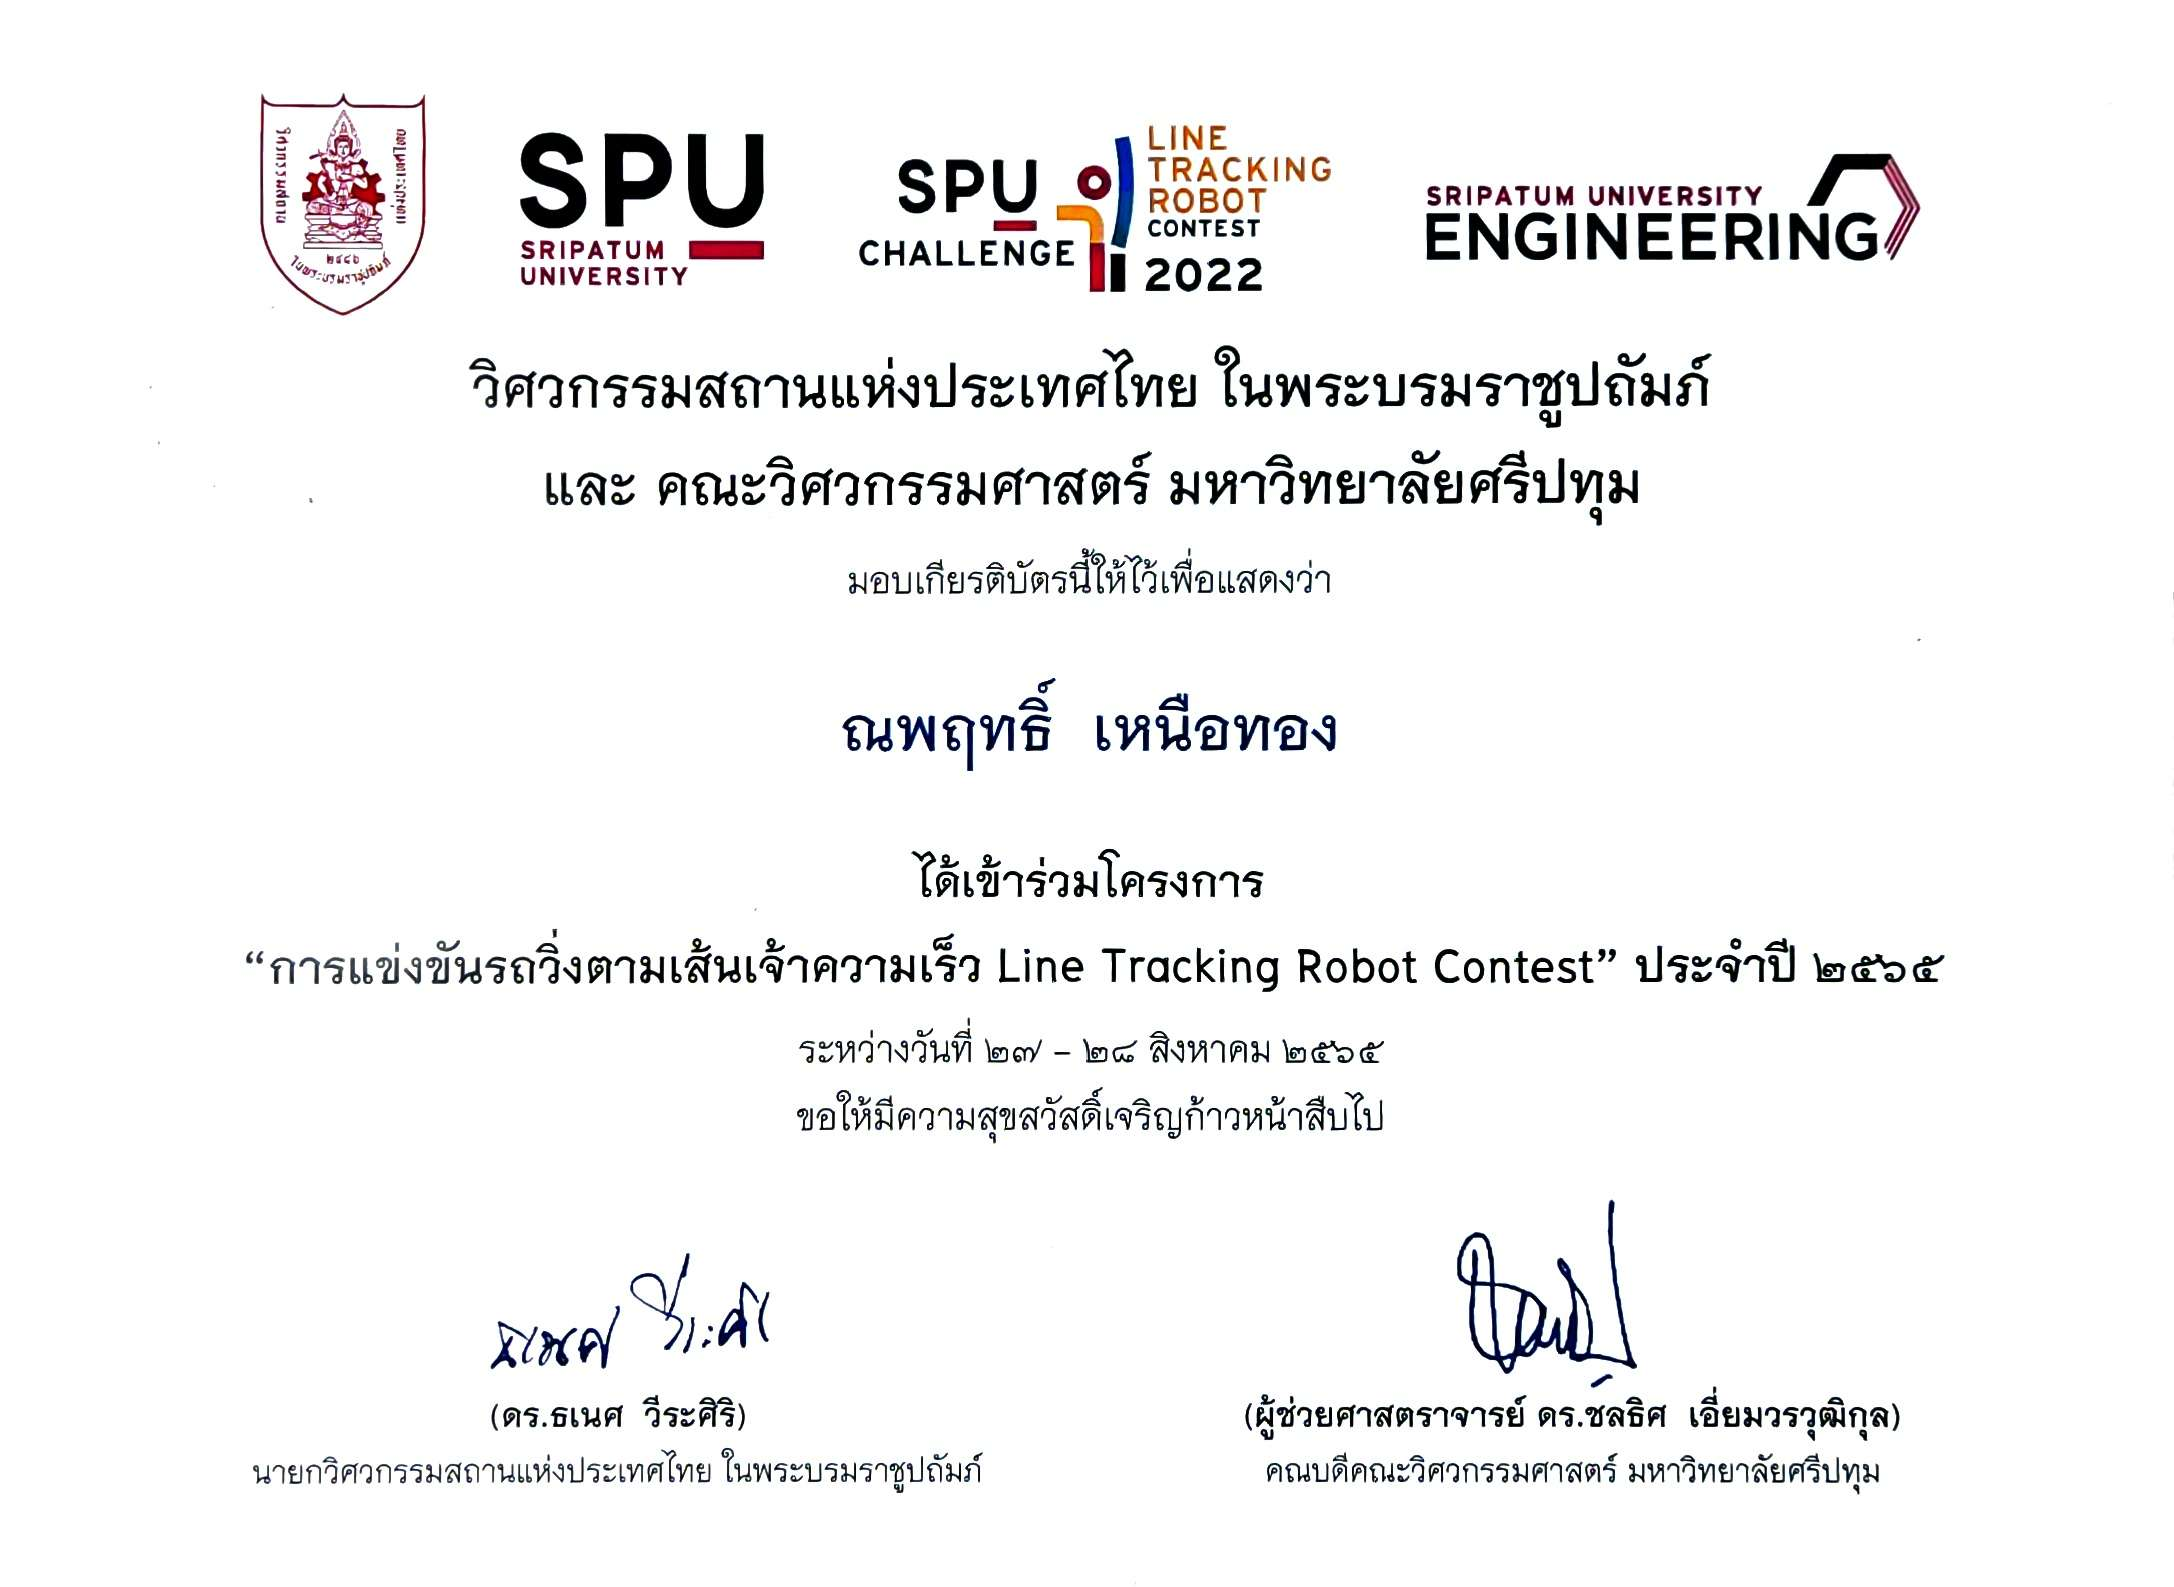 วิศวกรรมสถาน แห่งประเทศไทย
๒๔๘๖
ในพระบรมราชูปถัมภ์
SPU
SRIPATUM
UNIVERSITY
SPU
CHALLENGE
LINE
TRACKING
ROBOT
CONTEST
2022
SRIPATUM UNIVERSITY
ENGINEERING
วิศวกรรมสถานแห่งประเทศไทย ในพระบรมราชูปถัมภ์
และ คณะวิศวกรรมศาสตร์ มหาวิทยาลัยศรีปทุม
มอบเกียรติบัตรนี้ให้ไว้เพื่อแสดงว่า
ณพฤทธิ์ เหนือทอง
ได้เข้าร่วมโครงการ
“การแข่งขันรถวิ่งตามเส้นเจ้าความเร็ว Line Tracking Robot Contest” ประจำปี ๒๕๖๕
ระหว่างวันที่ ๒๗ – ๒๘ สิงหาคม ๒๕๖๕
ขอให้มีความสุขสวัสดิ์เจริญก้าวหน้าสืบไป
ธเนศ วีระศิริ
(ดร.ธเนศ วีระศิริ)
นายกวิศวกรรมสถานแห่งประเทศไทย ในพระบรมราชูปถัมภ์
(ผู้ช่วยศาสตราจารย์ ดร.ชลธิศ เอี่ยมวรวุฒิกุล)
คณบดีคณะวิศวกรรมศาสตร์ มหาวิทยาลัยศรีปทุม